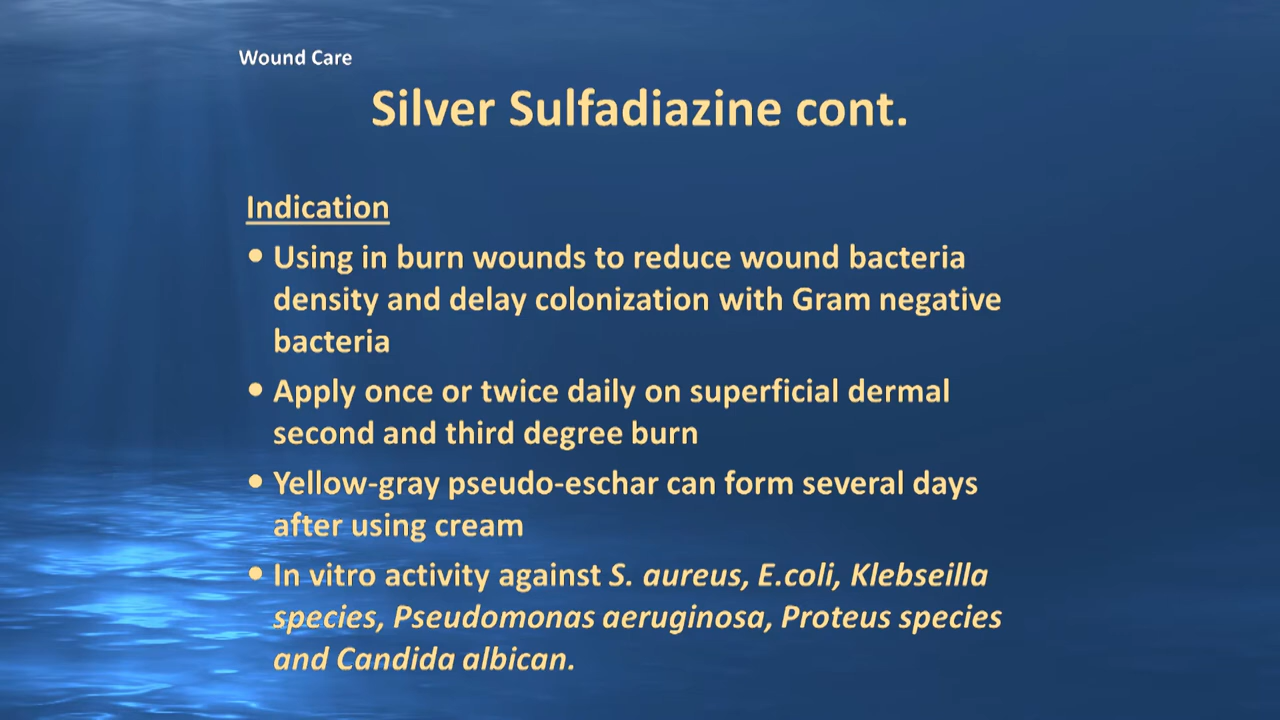 Wound Care
Silver Sulfadiazine cont.
Indication
• Using in burn wounds to reduce wound bacteria
density and delay colonization with Gram negative
bacteria
• Apply once or twice daily on superficial dermal
second and third degree burn
• Yellow-gray pseudo-eschar can form several days
after using cream
• In vitro activity against S. aureus, E.coli, Klebseilla
species, Pseudomonas aeruginosa, Proteus species
and Candida albican.